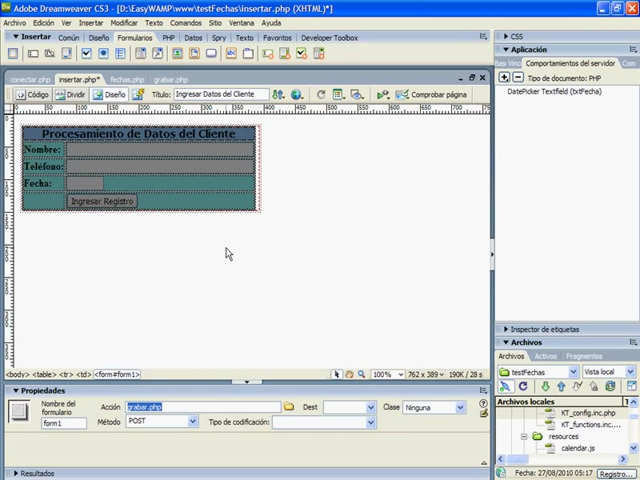 Adobe Dreamweaver CS3 - [D:\EasyWAMP\www\testFechas\insertar.php (XHTML)*]
Archivo Edición Ver Insertar Modificar Texto Comandos Sitio Ventana Ayuda
Insertar Común Diseño Formularios PHP Datos Spry Texto Favoritos Developer Toolbox
conectar.php insertar.php* fechas.php grabar.php
Código Dividir Diseño Título: Ingresar Datos del Cliente Comprobar página
Procesamiento de Datos del Cliente
Nombre:
Teléfono:
Fecha:
Ingresar Registro
<body> <table> <tr> <td> <form#form1> 100% 762 x 389 190K / 28 s
Propiedades
Nombre del formulario
form1
Acción grabar.php Dest Clase Ninguna
Método POST Tipo de codificación:
Resultados
CSS
Aplicación
Comportamientos del servidor
Tipo de documento: PHP
DatePicker Textfield (txtFecha)
Inspector de etiquetas
Archivos
Archivos Activos Fragmentos
testFechas Vista local
Archivos locales
KT_config.inc.php
KT_functions.inc....
resources
calendar.js
Fecha: 27/08/2010 05:17 Registro...